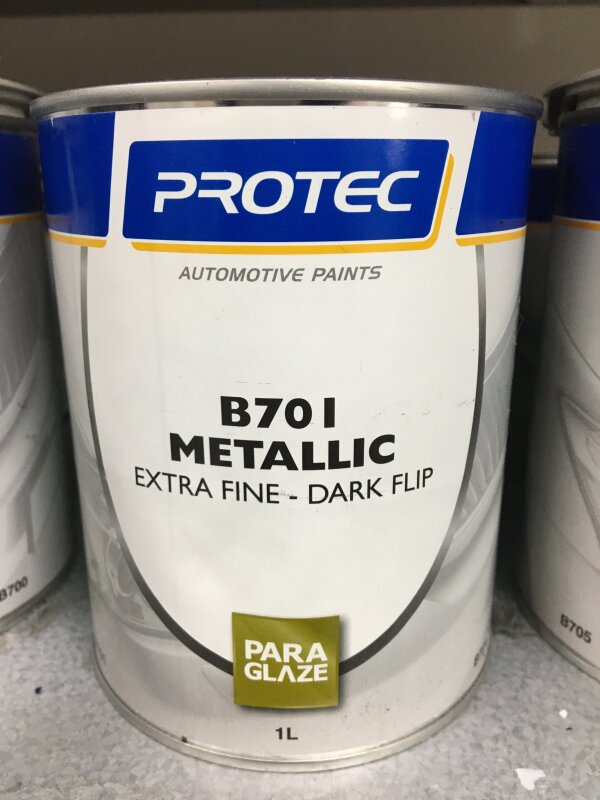 PROTEC
AUTOMOTIVE PAINTS
B701
METALLIC
EXTRA FINE - DARK FLIP
PARA
GLAZE
1L
B700
B705